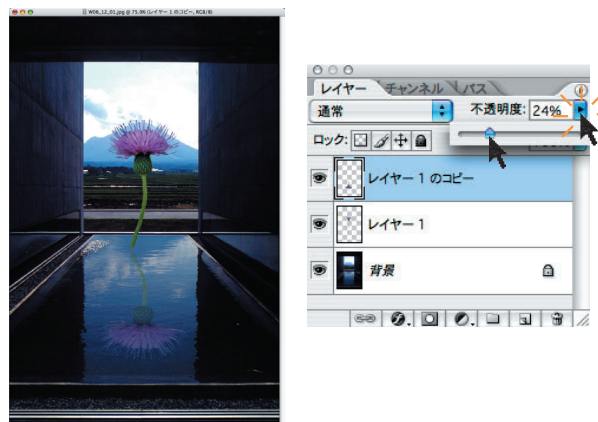 W06_12_01.jpg @ 75.0% (レイヤー 1 のコピー, RGB/8)
レイヤー チャンネル パス
通常 不透明度: 24%
ロック:
レイヤー 1 のコピー
レイヤー 1
背景